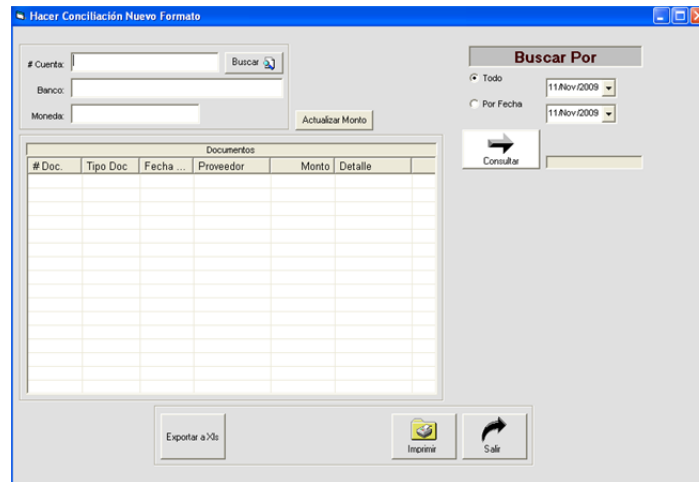 Hacer Conciliación Nuevo Formato
# Cuenta:
Buscar
Banco:
Moneda:
Actualizar Monto
Buscar Por
Todo
11/Nov/2009
Por Fecha
11/Nov/2009
Consultar
Documentos
# Doc. Tipo Doc Fecha ... Proveedor Monto Detalle
Exportar a Xls
Imprimir
Salir